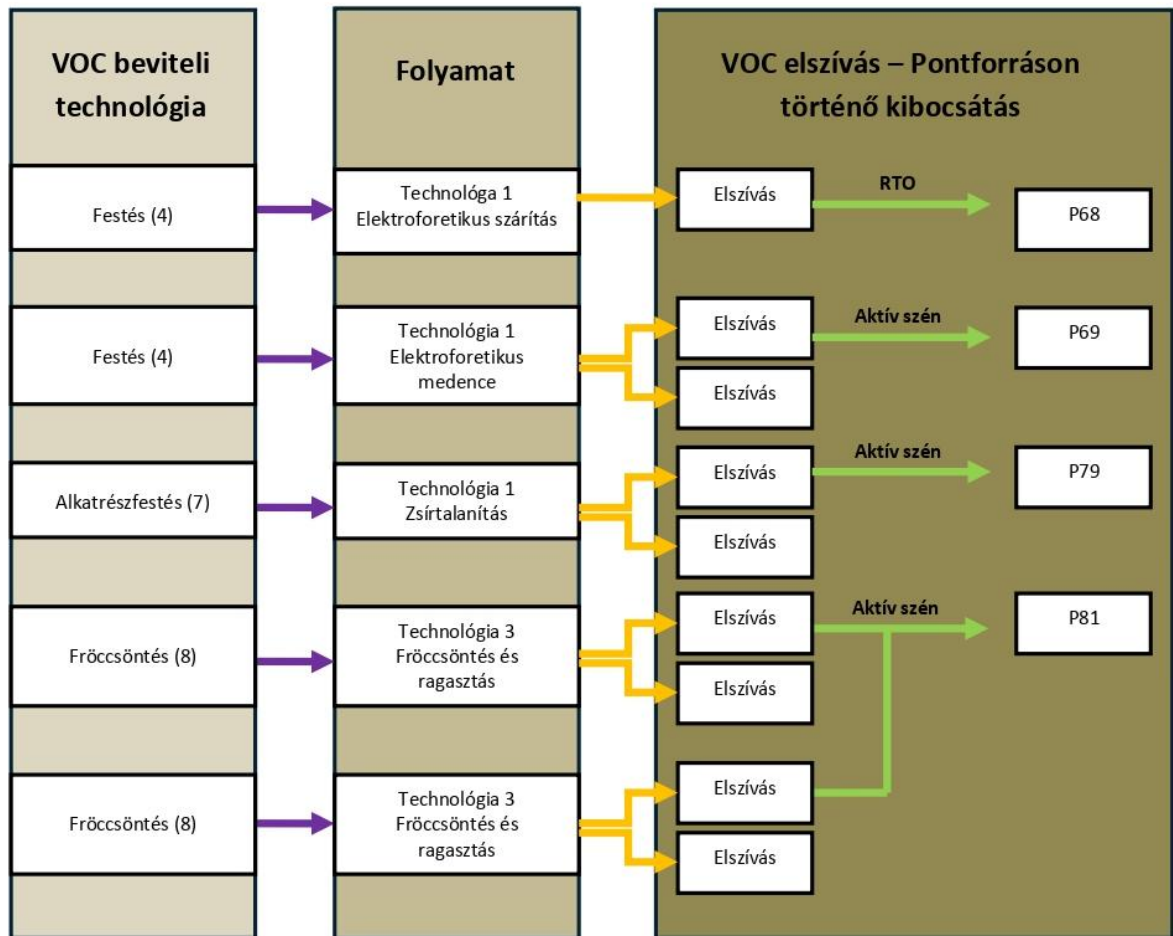 VOC beviteli
technológia
Folyamat
VOC elszívás – Pontforráson
történő kibocsátás
Festés (4)
Technológa 1
Elektroforetikus szárítás
Elszívás
RTO
P68
Festés (4)
Technológia 1
Elektroforetikus
medence
Elszívás
Aktív szén
P69
Elszívás
Alkatrészfestés (7)
Technológia 1
Zsírtalanítás
Elszívás
Aktív szén
P79
Elszívás
Fröccsöntés (8)
Technológia 3
Fröccsöntés és
ragasztás
Elszívás
Aktív szén
P81
Elszívás
Fröccsöntés (8)
Technológia 3
Fröccsöntés és
ragasztás
Elszívás
Elszívás